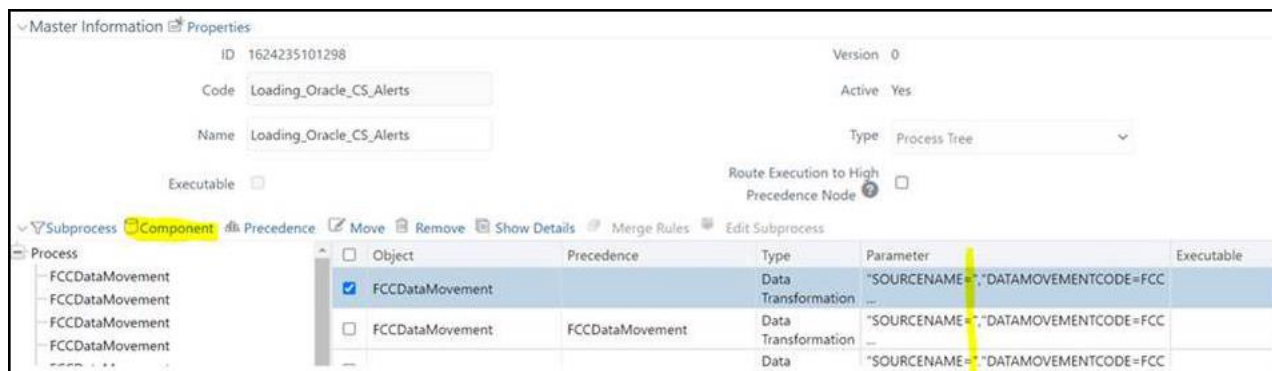 Master Information Properties
ID 1624235101298 Version 0
Code Loading_Oracle_CS_Alerts Active Yes
Name Loading_Oracle_CS_Alerts Type Process Tree
Executable Route Execution to High
Precedence Node ?
Subprocess Component Precedence Move Remove Show Details Merge Rules Edit Subprocess
Process Object Precedence Type Parameter Executable
FCCDataMovement
FCCDataMovement
FCCDataMovement
FCCDataMovement
FCCDataMovement Data "SOURCENAME=","DATAMOVEMENTCODE=FCC
Transformation ...
FCCDataMovement FCCDataMovement Data "SOURCENAME=","DATAMOVEMENTCODE=FCC
Transformation ...
Data "SOURCENAME=","DATAMOVEMENTCODE=FCC